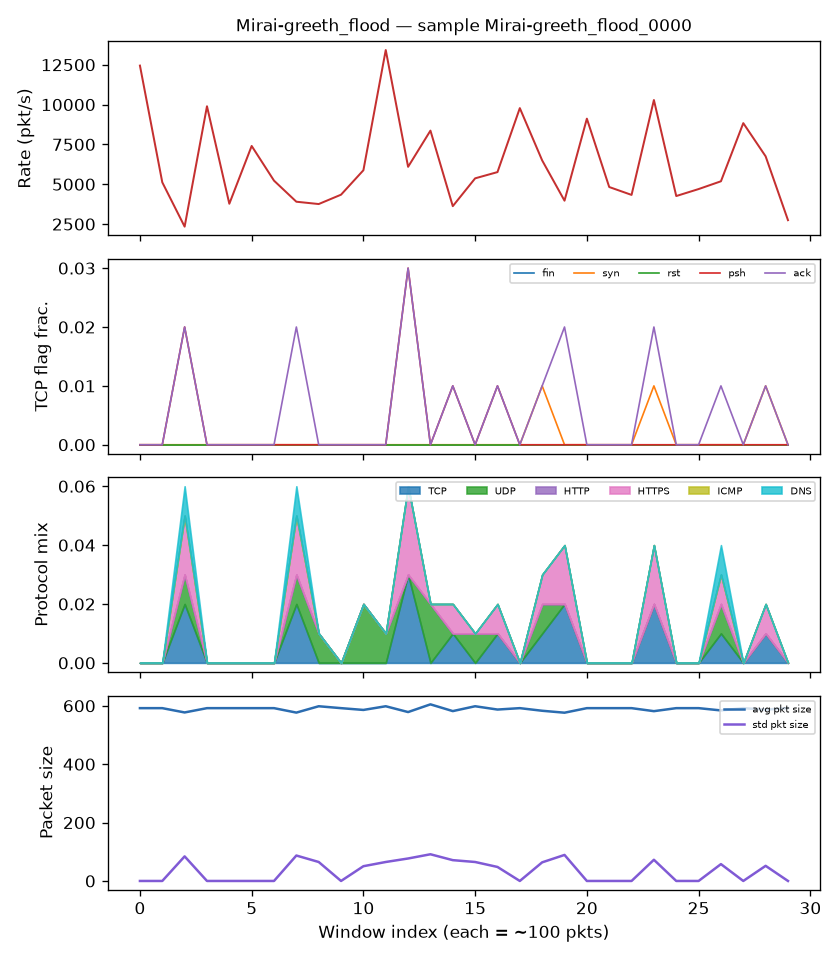 Mirai-greeth_flood — sample Mirai-greeth_flood_0000
Rate (pkt/s)
12500
10000
7500
5000
2500
TCP flag frac.
0.03
0.02
0.01
0.00
fin syn rst psh ack
Protocol mix
0.06
0.04
0.02
0.00
TCP UDP HTTP HTTPS ICMP DNS
Packet size
600
400
200
0
avg pkt size
std pkt size
0 5 10 15 20 25 30
Window index (each = ~100 pkts)